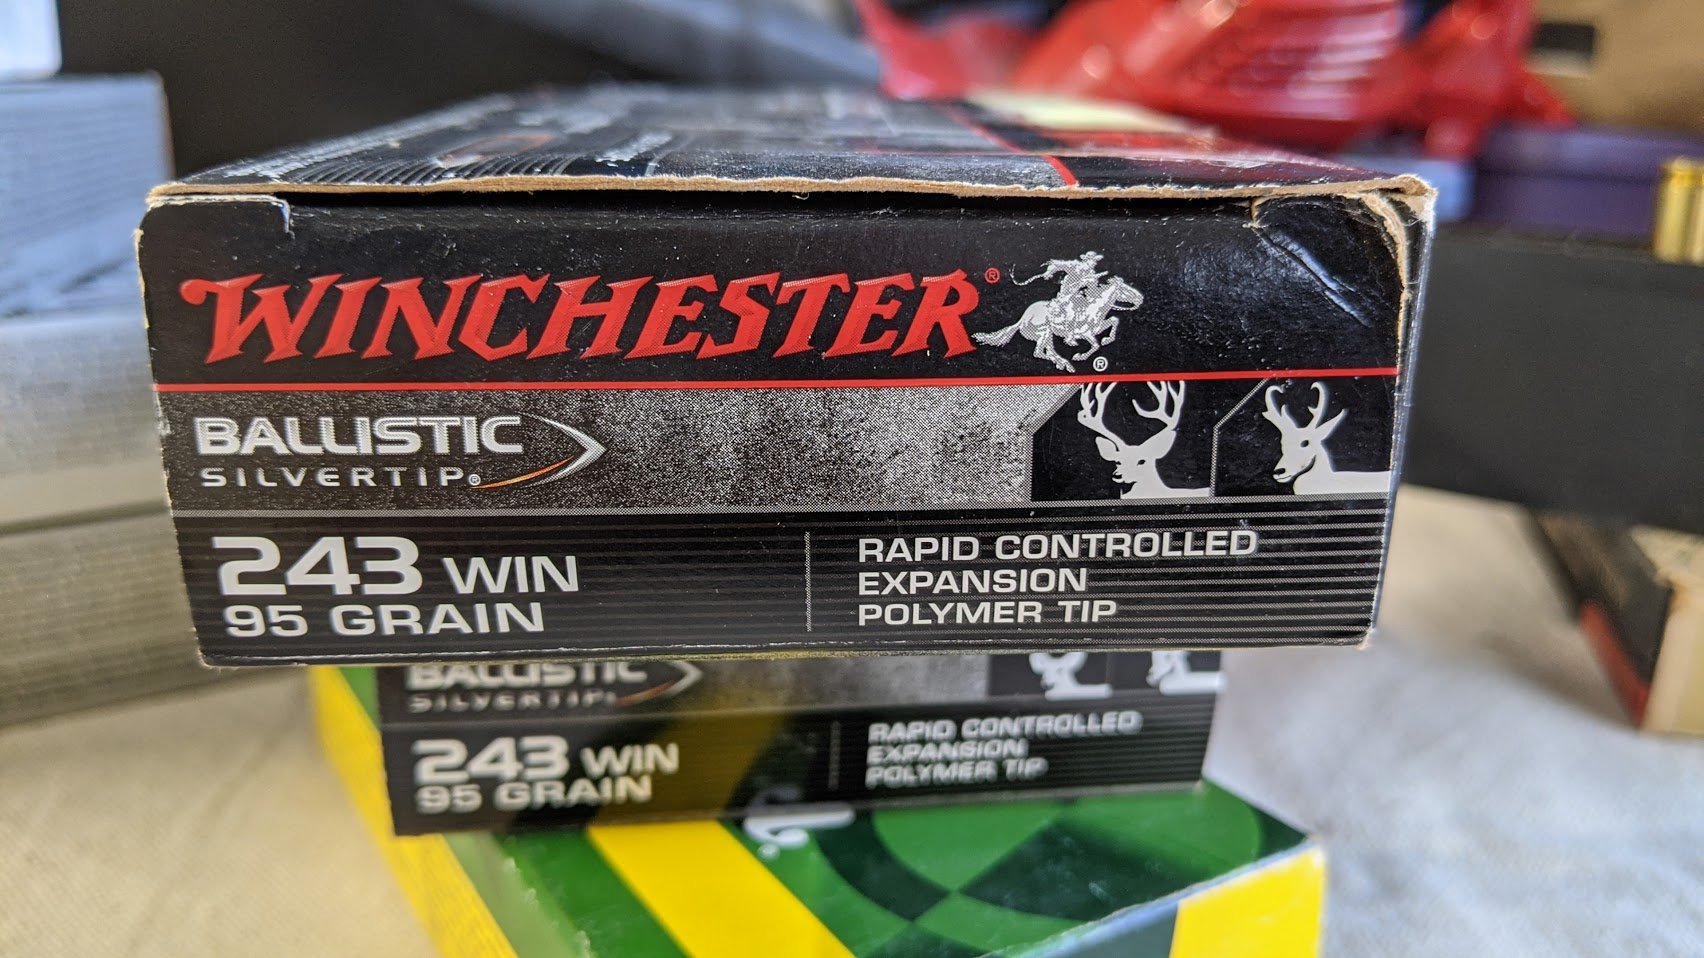 WINCHESTER®
®
BALLISTIC
SILVERTIP®
243 WIN
95 GRAIN
RAPID CONTROLLED
EXPANSION
POLYMER TIP
BALLISTIC
SILVERTIP
243 WIN
95 GRAIN
RAPID CONTROLLED
EXPANSION
POLYMER TIP